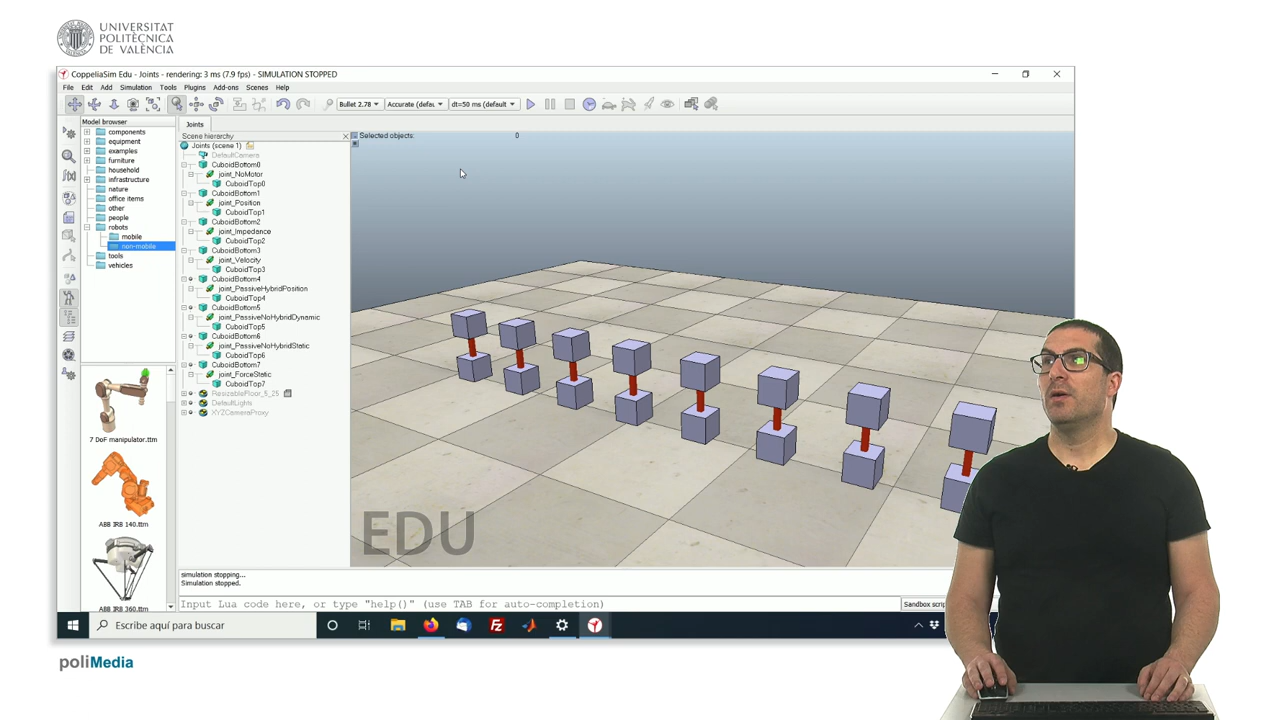 UNIVERSITAT
POLITÈCNICA
DE VALÈNCIA
CoppeliaSim Edu - Joints - rendering: 3 ms (7.9 fps) - SIMULATION STOPPED
File Edit Add Simulation Tools Plugins Add-ons Scenes Help
Bullet 2.78 Accurate (defau dt=50 ms (default
Model browser
components
equipment
examples
furniture
household
infrastructure
nature
office items
other
people
robots
mobile
non-mobile
tools
vehicles
7 DoF manipulator.ttm
ABB IRB 140.ttm
ABB IRB 360.ttm
Joints
Scene hierarchy
Joints (scene 1)
DefaultCamera
CuboidBottom0
joint_NoMotor
CuboidTop0
CuboidBottom1
joint_Position
CuboidTop1
CuboidBottom2
joint_Impedance
CuboidTop2
CuboidBottom3
joint_Velocity
CuboidTop3
CuboidBottom4
joint_PassiveHybridPosition
CuboidTop4
CuboidBottom5
joint_PassiveNoHybridDynamic
CuboidTop5
CuboidBottom6
joint_PassiveNoHybridStatic
CuboidTop6
CuboidBottom7
joint_ForceStatic
CuboidTop7
ResizableFloor_5_25
DefaultLights
XYZCameraProxy
Selected objects: 0
EDU
simulation stopping...
Simulation stopped.
Input Lua code here, or type "help()" (use TAB for auto-completion)
Sandbox scrip
Escribe aquí para buscar
poliMedia